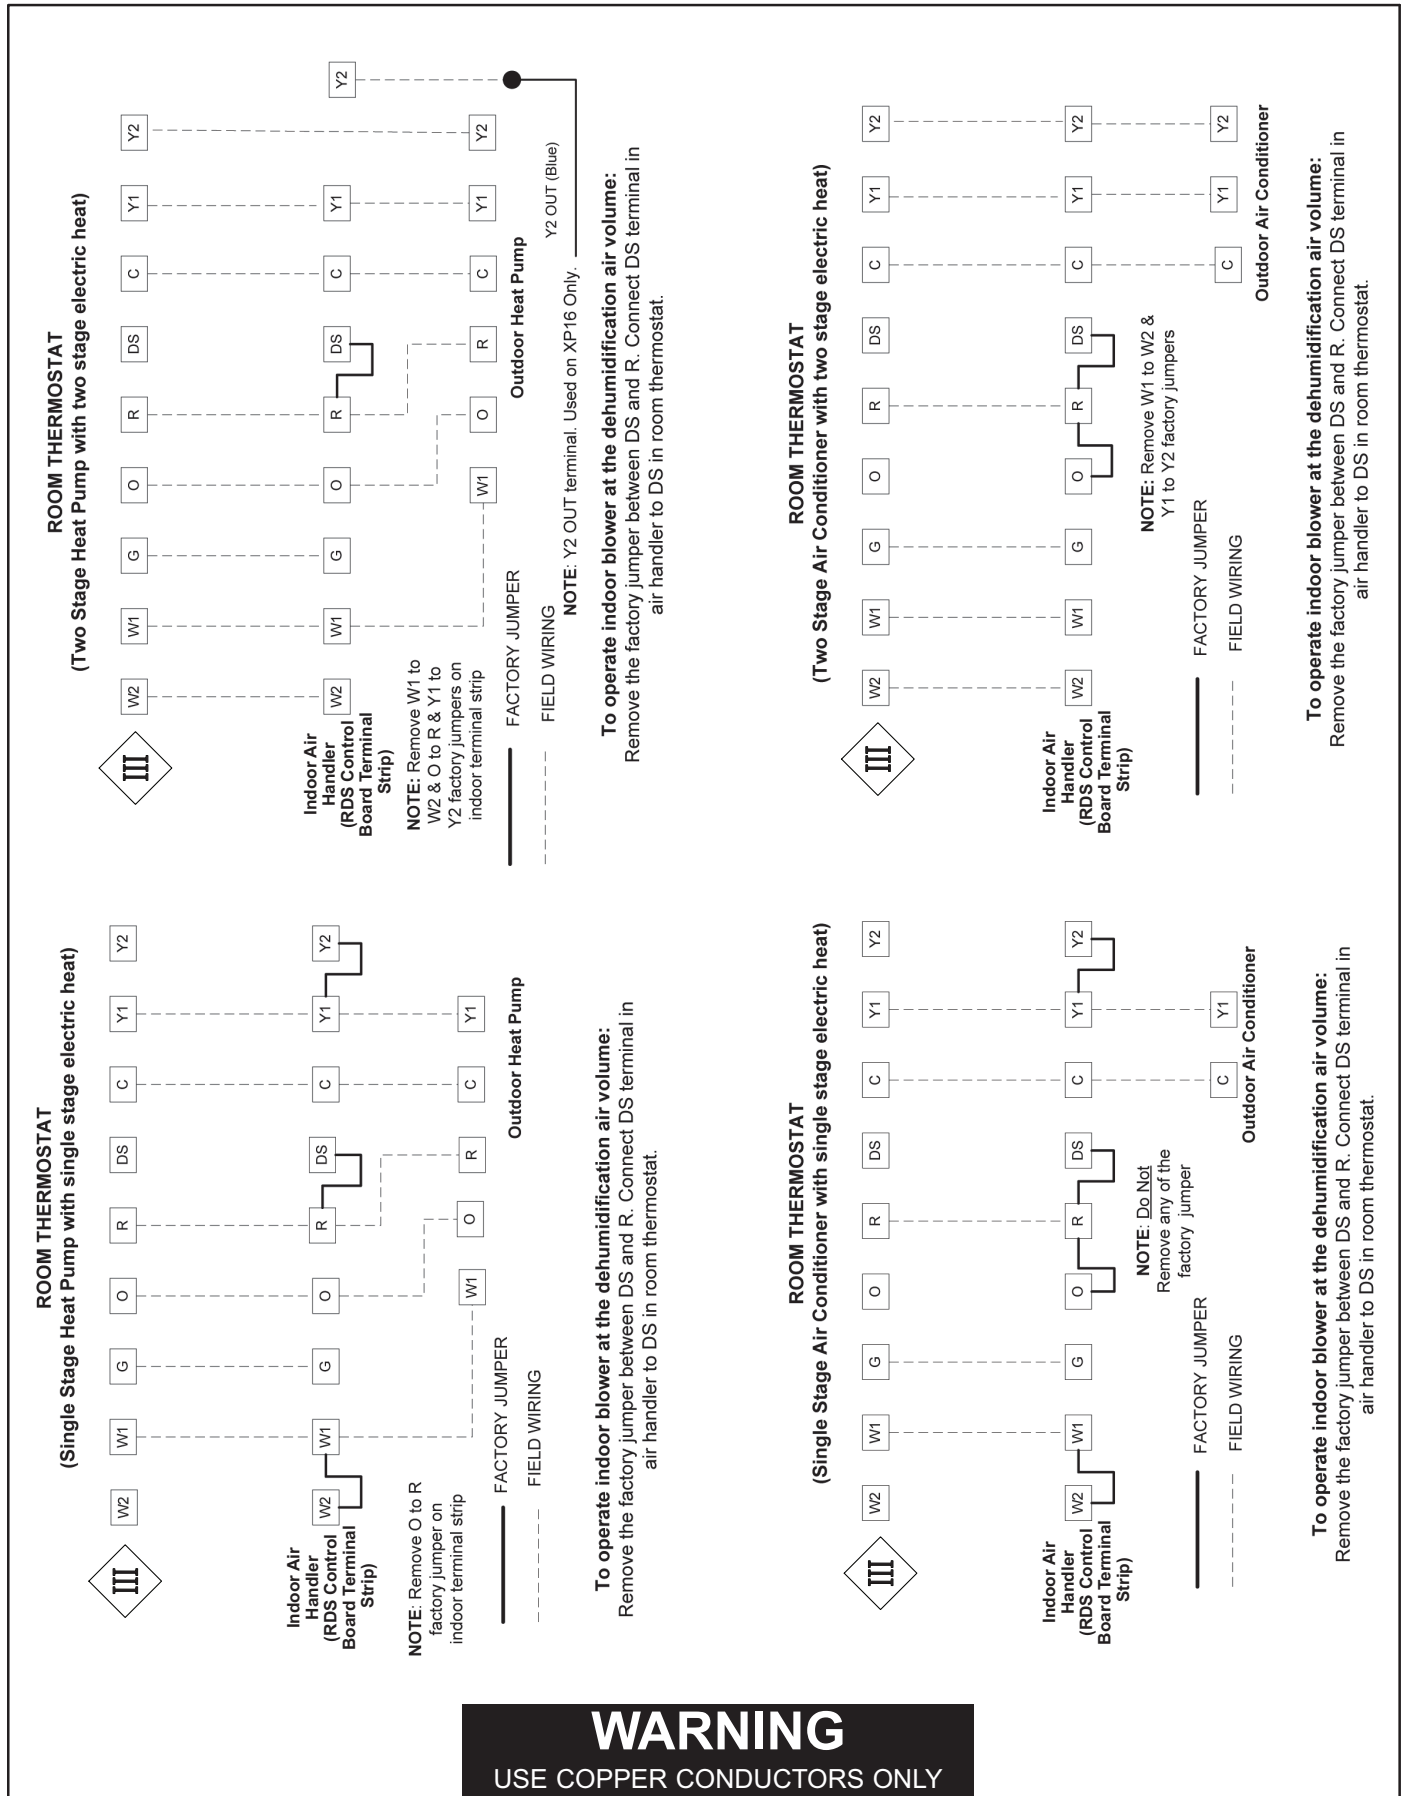 ROOM THERMOSTAT
(Single Stage Heat Pump with single stage electric heat)
III
W2 W1 G O R DS C Y1 Y2
Indoor Air
Handler
(RDS Control
Board Terminal
Strip)
W2 W1 G O R DS C Y1 Y2
W1 O R C Y1
Outdoor Heat Pump
NOTE: Remove O to R
factory jumper on
indoor terminal strip
FACTORY JUMPER
FIELD WIRING
To operate indoor blower at the dehumidification air volume:
Remove the factory jumper between DS and R. Connect DS terminal in
air handler to DS in room thermostat.
ROOM THERMOSTAT
(Two Stage Heat Pump with two stage electric heat)
III
W2 W1 G O R DS C Y1 Y2
Indoor Air
Handler
(RDS Control
Board Terminal
Strip)
W2 W1 G O R DS C Y1 Y2
W1 O R C Y1 Y2
Outdoor Heat Pump
NOTE: Remove W1 to
W2 & O to R & Y1 to
Y2 factory jumpers on
indoor terminal strip
FACTORY JUMPER
FIELD WIRING
Y2 OUT (Blue)
NOTE: Y2 OUT terminal. Used on XP16 Only.
To operate indoor blower at the dehumidification air volume:
Remove the factory jumper between DS and R. Connect DS terminal in
air handler to DS in room thermostat.
ROOM THERMOSTAT
(Single Stage Air Conditioner with single stage electric heat)
III
W2 W1 G O R DS C Y1 Y2
Indoor Air
Handler
(RDS Control
Board Terminal
Strip)
W2 W1 G O R DS C Y1 Y2
C Y1
Outdoor Air Conditioner
NOTE: Do Not
Remove any of the
factory jumper
FACTORY JUMPER
FIELD WIRING
To operate indoor blower at the dehumidification air volume:
Remove the factory jumper between DS and R. Connect DS terminal in
air handler to DS in room thermostat.
ROOM THERMOSTAT
(Two Stage Air Conditioner with two stage electric heat)
III
W2 W1 G O R DS C Y1 Y2
Indoor Air
Handler
(RDS Control
Board Terminal
Strip)
W2 W1 G O R DS C Y1 Y2
C Y1 Y2
Outdoor Air Conditioner
NOTE: Remove W1 to W2 &
Y1 to Y2 factory jumpers
FACTORY JUMPER
FIELD WIRING
To operate indoor blower at the dehumidification air volume:
Remove the factory jumper between DS and R. Connect DS terminal in
air handler to DS in room thermostat.
WARNING
USE COPPER CONDUCTORS ONLY